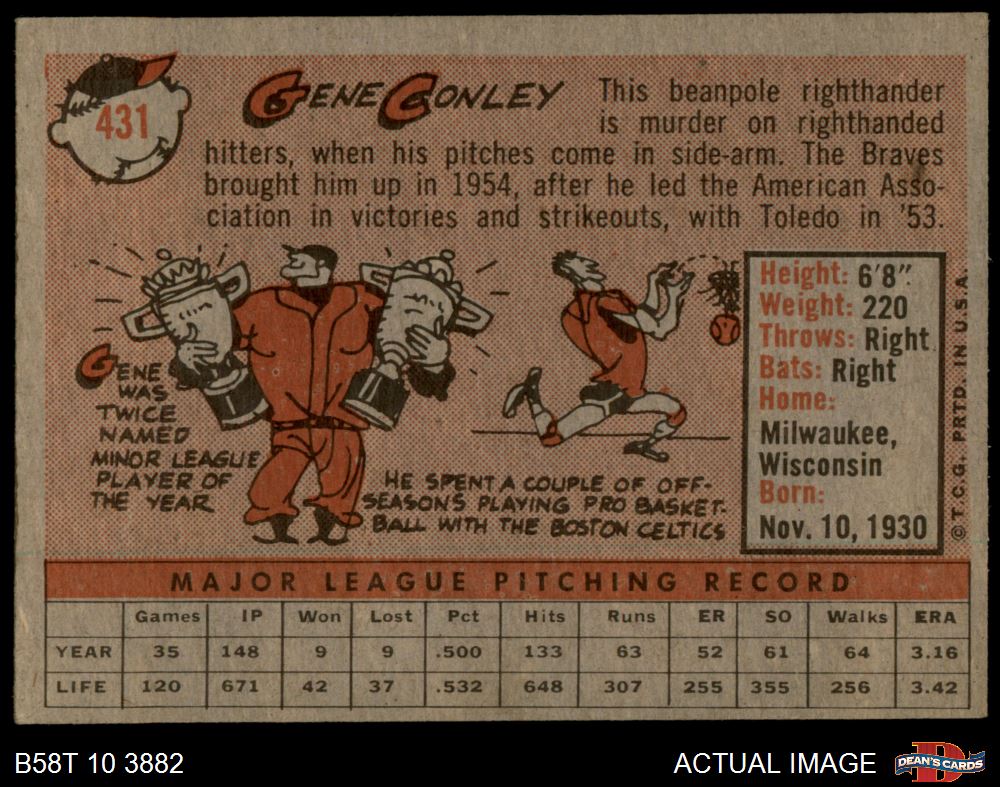 431
GENE CONLEY
This beanpole righthander
is murder on righthanded
hitters, when his pitches come in side-arm. The Braves
brought him up in 1954, after he led the American Asso-
ciation in victories and strikeouts, with Toledo in '53.
GENE
WAS
TWICE
NAMED
MINOR LEAGUE
PLAYER OF
THE YEAR
HE SPENT A COUPLE OF OFF-
SEASONS PLAYING PRO BASKET-
BALL WITH THE BOSTON CELTICS
Height: 6'8"
Weight: 220
Throws: Right
Bats: Right
Home:
Milwaukee,
Wisconsin
Born:
Nov. 10, 1930
© T.C.G. PRTD. IN U.S.A.
MAJOR LEAGUE PITCHING RECORD
Games IP Won Lost Pct Hits Runs ER SO Walks ERA
YEAR 35 148 9 9 .500 133 63 52 61 64 3.16
LIFE 120 671 42 37 .532 648 307 255 355 256 3.42
B58T 10 3882
ACTUAL IMAGE
DEAN'S CARDS